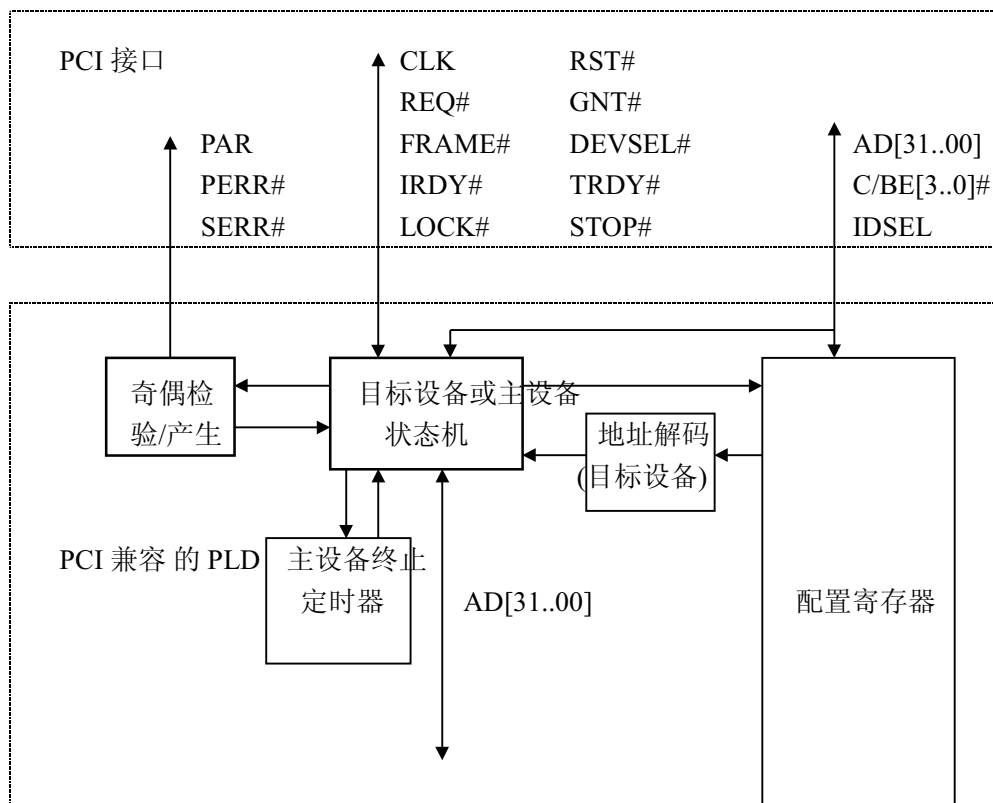 PCI 接口
CLK RST#
REQ# GNT#
PAR FRAME# DEVSEL# AD[31..00]
PERR# IRDY# TRDY# C/BE[3..0]#
SERR# LOCK# STOP# IDSEL
奇偶检
验/产生
目标设备或主设备
状态机
地址解码
(目标设备)
PCI 兼容 的 PLD
主设备终止
定时器
AD[31..00]
配置寄存器